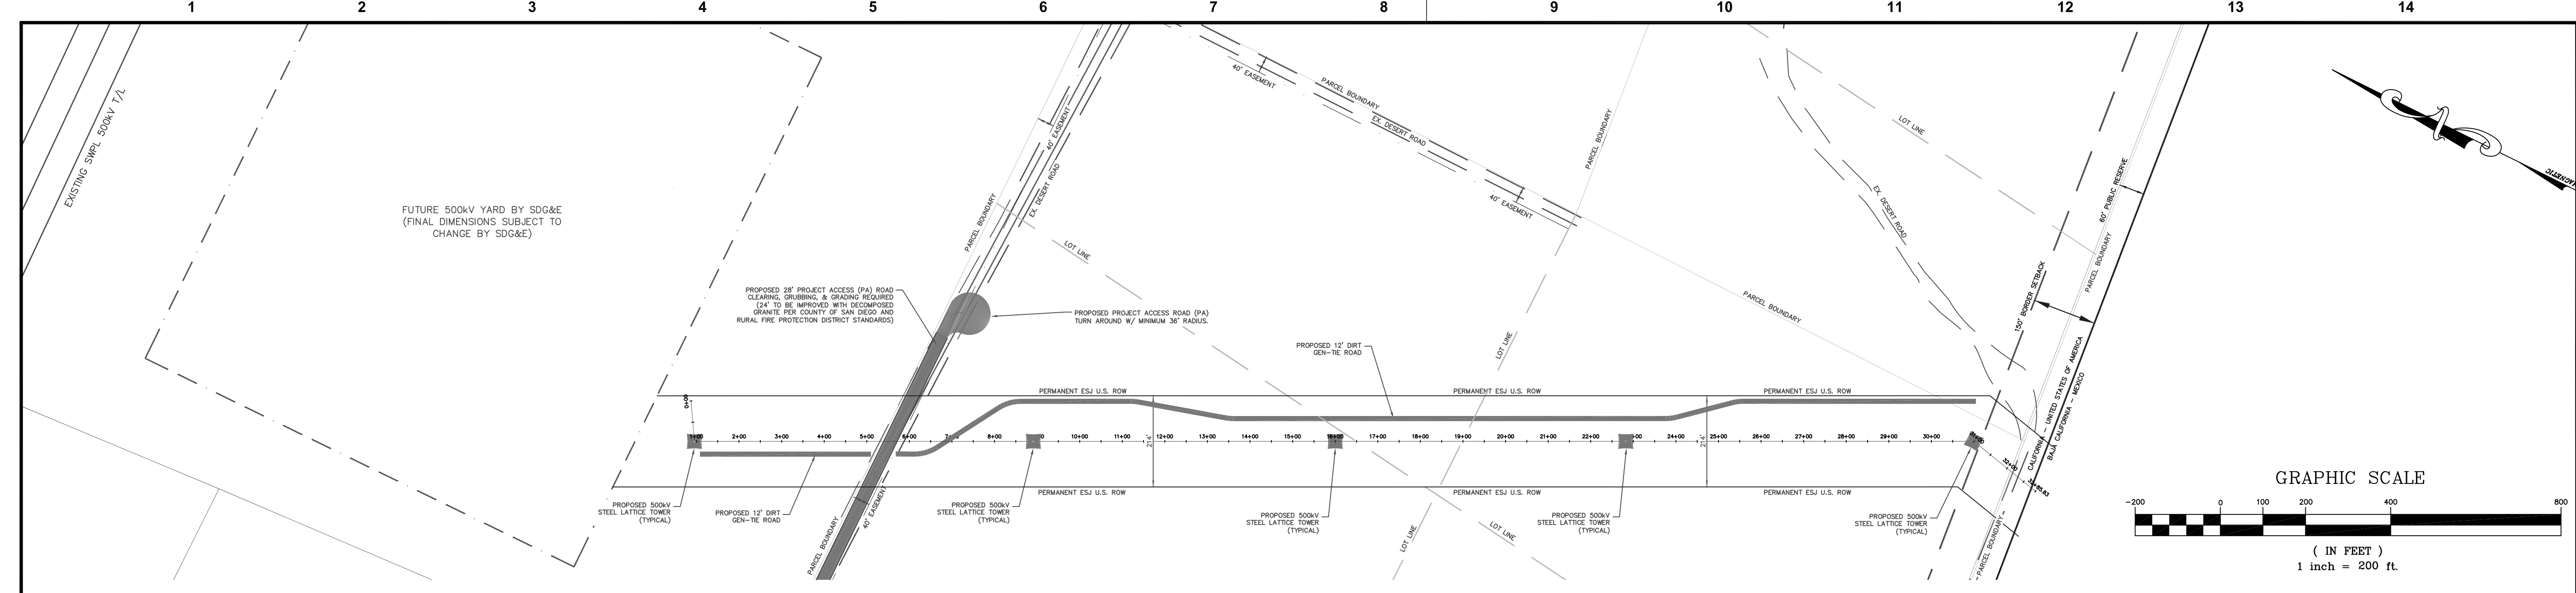 1 2 3 4 5 6 7 8 9 10 11 12 13 14
EXISTING SWPL 500kV T/L
FUTURE 500kV YARD BY SDG&E
(FINAL DIMENSIONS SUBJECT TO
CHANGE BY SDG&E)
PROPOSED 28' PROJECT ACCESS (PA) ROAD
CLEARING, GRUBBING, & GRADING REQUIRED
(24' TO BE IMPROVED WITH DECOMPOSED
GRANITE PER COUNTY OF SAN DIEGO AND
RURAL FIRE PROTECTION DISTRICT STANDARDS)
PARCEL BOUNDARY
40' EASEMENT
EX. DESERT ROAD
LOT LINE
PROPOSED PROJECT ACCESS ROAD (PA)
TURN AROUND W/ MINIMUM 36' RADIUS.
40' EASEMENT
PARCEL BOUNDARY
EX. DESERT ROAD
40' EASEMENT
PARCEL BOUNDARY
LOT LINE
PROPOSED 12' DIRT
GEN-TIE ROAD
EX. DESERT ROAD
LOT LINE
PARCEL BOUNDARY
150' BORDER SETBACK
60' PUBLIC RESERVE
PARCEL BOUNDARY
CALIFORNIA - UNITED STATES OF AMERICA
BAJA CALIFORNIA - MEXICO
MAGNETIC
PERMANENT ESJ U.S. ROW
PERMANENT ESJ U.S. ROW
PERMANENT ESJ U.S. ROW
0+00
1+00 2+00 3+00 4+00 5+00 6+00 8+00 10+00 11+00 12+00 13+00 14+00 15+00 16+00 17+00 18+00 19+00 20+00 21+00 22+00 25+00 26+00 27+00 28+00 29+00 30+00
32+00
214'
214'
PERMANENT ESJ U.S. ROW
PERMANENT ESJ U.S. ROW
PERMANENT ESJ U.S. ROW
PROPOSED 500kV
STEEL LATTICE TOWER
(TYPICAL)
PROPOSED 12' DIRT
GEN-TIE ROAD
PARCEL BOUNDARY
40' EASEMENT
PROPOSED 500kV
STEEL LATTICE TOWER
(TYPICAL)
PROPOSED 500kV
STEEL LATTICE TOWER
(TYPICAL)
LOT LINE
LOT LINE
PROPOSED 500kV
STEEL LATTICE TOWER
(TYPICAL)
PROPOSED 500kV
STEEL LATTICE TOWER
(TYPICAL)
PARCEL BOUNDARY
GRAPHIC SCALE
-200 0 100 200 400 800
( IN FEET )
1 inch = 200 ft.